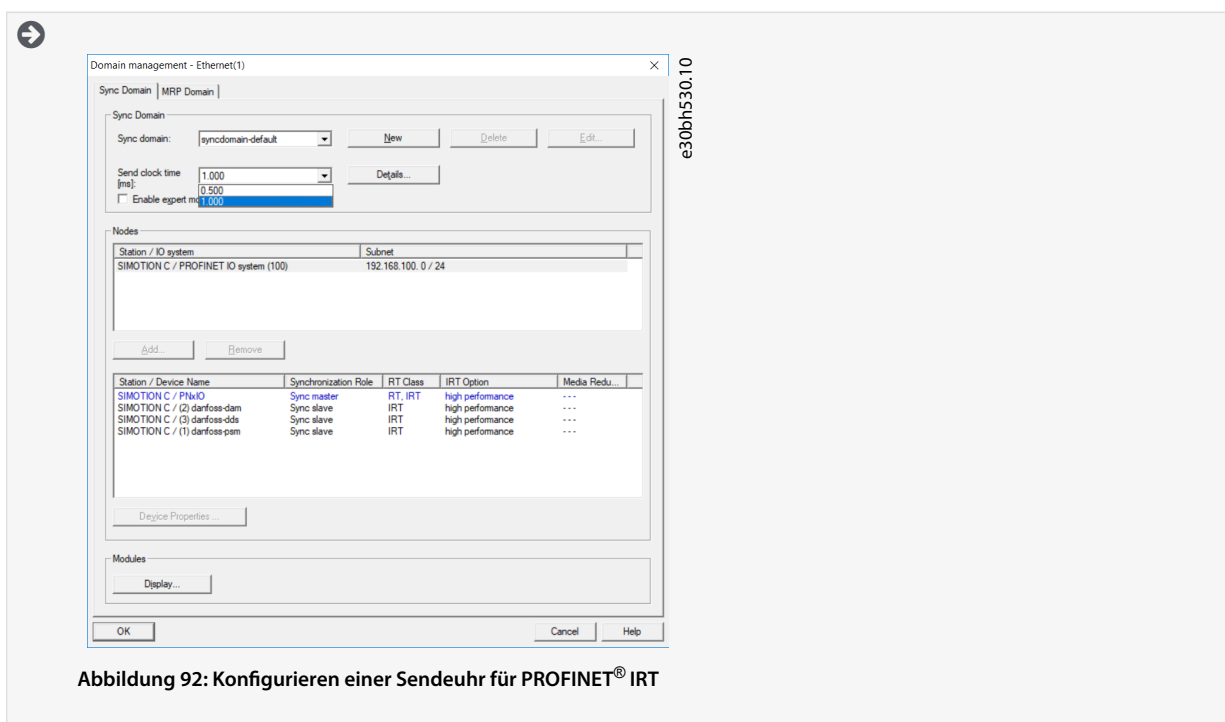 Domain management - Ethernet(1)
Sync Domain MRP Domain
Sync Domain
Sync domain: syncdomain-default New Delete Edit...
Send clock time [ms]: 1.000 Details...
0.500
Enable expert mo 1.000
Nodes
Station / IO system Subnet
SIMOTION C / PROFINET IO system (100) 192.168.100. 0 / 24
Add... Remove
Station / Device Name Synchronization Role RT Class IRT Option Media Redu...
SIMOTION C / PNxIO Sync master RT, IRT high performance ---
SIMOTION C / (2) danfoss-dam Sync slave IRT high performance ---
SIMOTION C / (3) danfoss-dds Sync slave IRT high performance ---
SIMOTION C / (1) danfoss-psm Sync slave IRT high performance ---
Device Properties ...
Modules
Display...
OK Cancel Help
e30bh530.10
Abbildung 92: Konfigurieren einer Sendeuhr für PROFINET® IRT